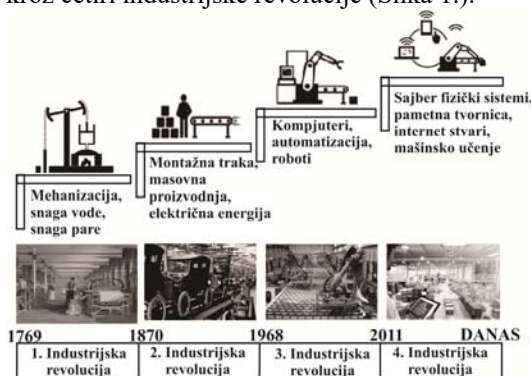 kroz četiri industrijske revolucije (Slika 1.).
Sajber fizički sistemi,
pametna tvornica,
internet stvari,
mašinsko učenje
Kompjuteri,
automatizacija,
roboti
Montažna traka,
masovna
proizvodnja,
električna energija
Mehanizacija,
snaga vode,
snaga pare
1769 1870 1968 2011 DANAS
1. Industrijska
revolucija
2. Industrijska
revolucija
3. Industrijska
revolucija
4. Industrijska
revolucija